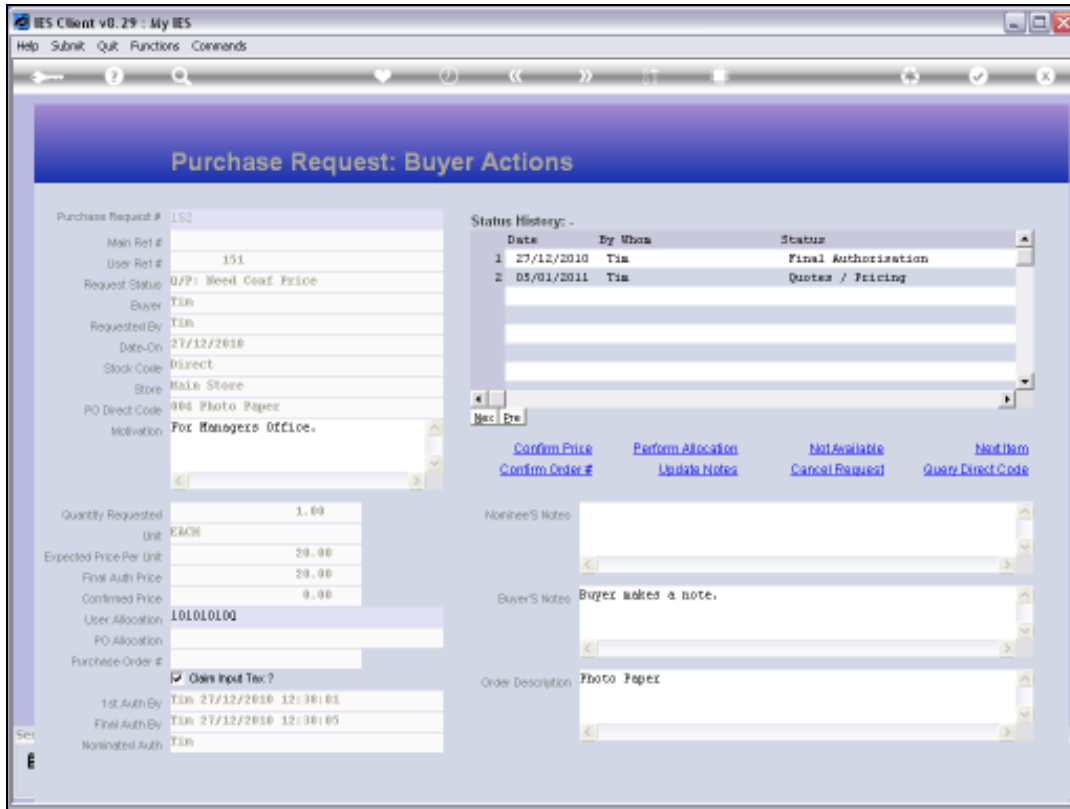 IES Client v8.29 : My IES
Help Submit Quit Functions Commands
Purchase Request: Buyer Actions
Purchase Request # 152
Main Ref #
User Ref # 151
Request Status Q/P: Need Conf Price
Buyer Tim
Requested By Tim
Date-On 27/12/2010
Stock Code Direct
Store Main Store
PO Direct Code 004 Photo Paper
Motivation For Managers Office.
Status History: -
Date By Whom Status
1 27/12/2010 Tim Final Authorisation
2 05/01/2011 Tim Quotes / Pricing
Nex Pre
Confirm Price Perform Allocation Not Available Next Item
Confirm Order # Update Notes Cancel Request Query Direct Code
Quantity Requested 1.00
Unit EACH
Expected Price Per Unit 20.00
Final Auth Price 20.00
Confirmed Price 0.00
User Allocation 10101010Q
PO Allocation
Purchase Order #
Claim Input Tax ?
1st Auth By Tim 27/12/2010 12:38:01
Final Auth By Tim 27/12/2010 12:38:05
Nominated Auth Tim
Nominee'S Notes
Buyer'S Notes Buyer makes a note.
Order Description Photo Paper